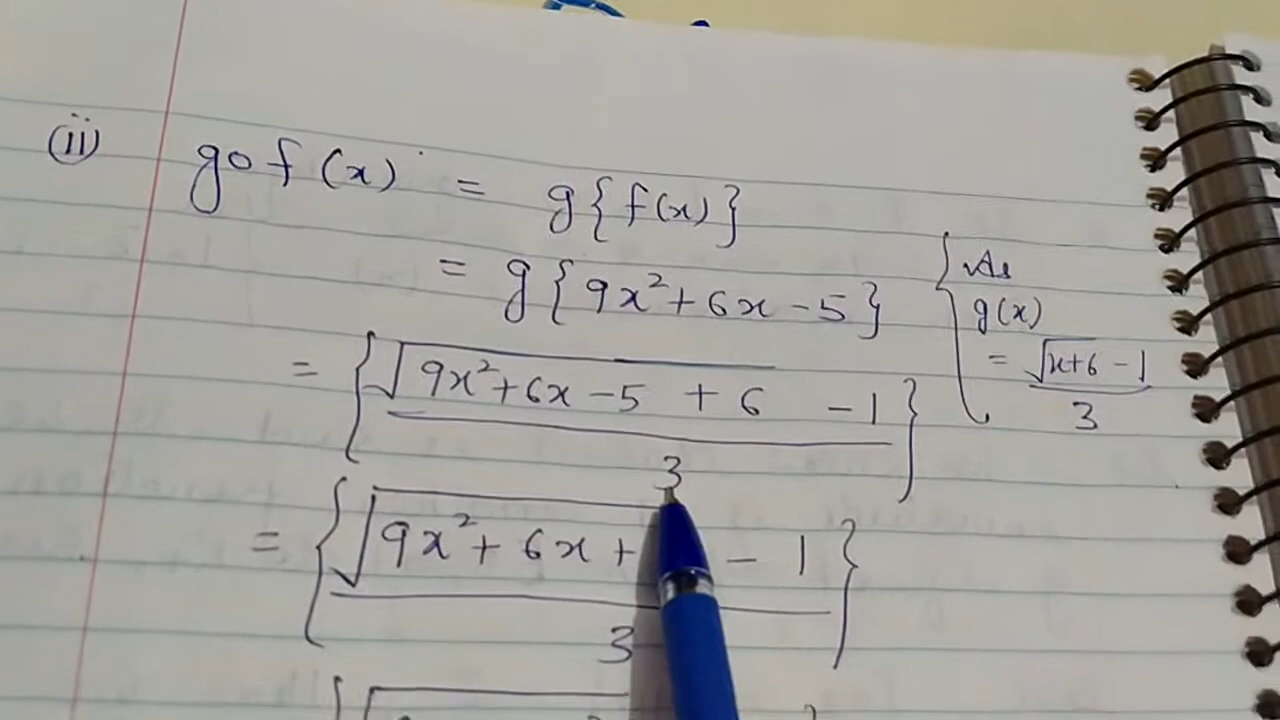 (ii) gof(x) = g{f(x)}
= g{9x²+6x-5}
= {√9x²+6x-5 + 6 - 1
3}
= {√9x²+6x+ - 1
3}
{As
g(x)
= √x+6 - 1
3